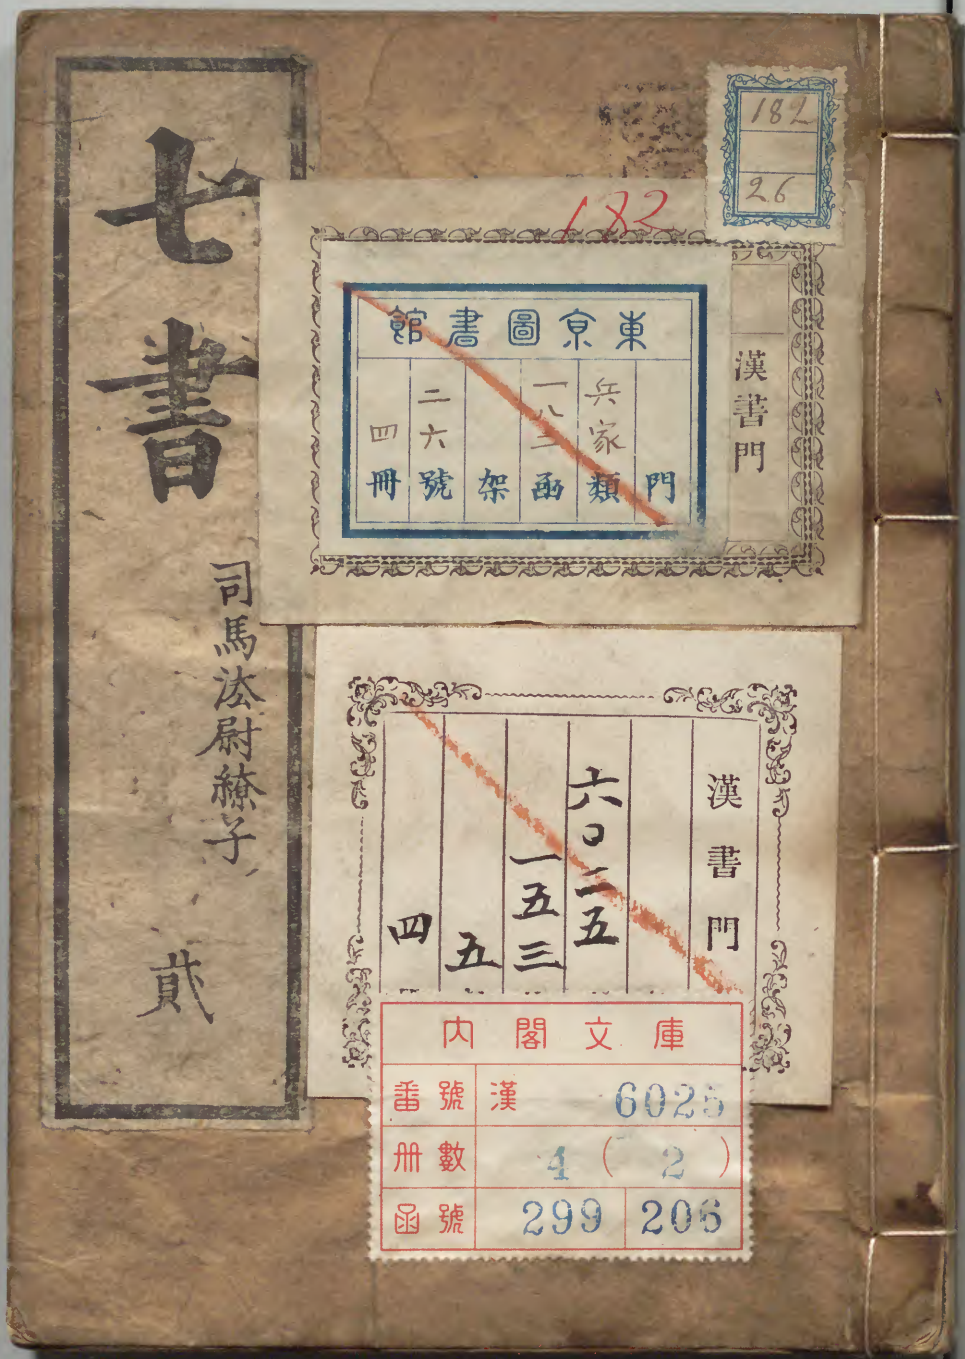 七書
司馬法尉繚子
貳
182
26
182
漢書門
東京圖書館
門
兵家類
一八二函
架
二六號
四冊
漢書門
六〇二五
一五三
五
四
内閣文庫
番號 漢 6025
冊數 4 ( 2 )
函號 299 206